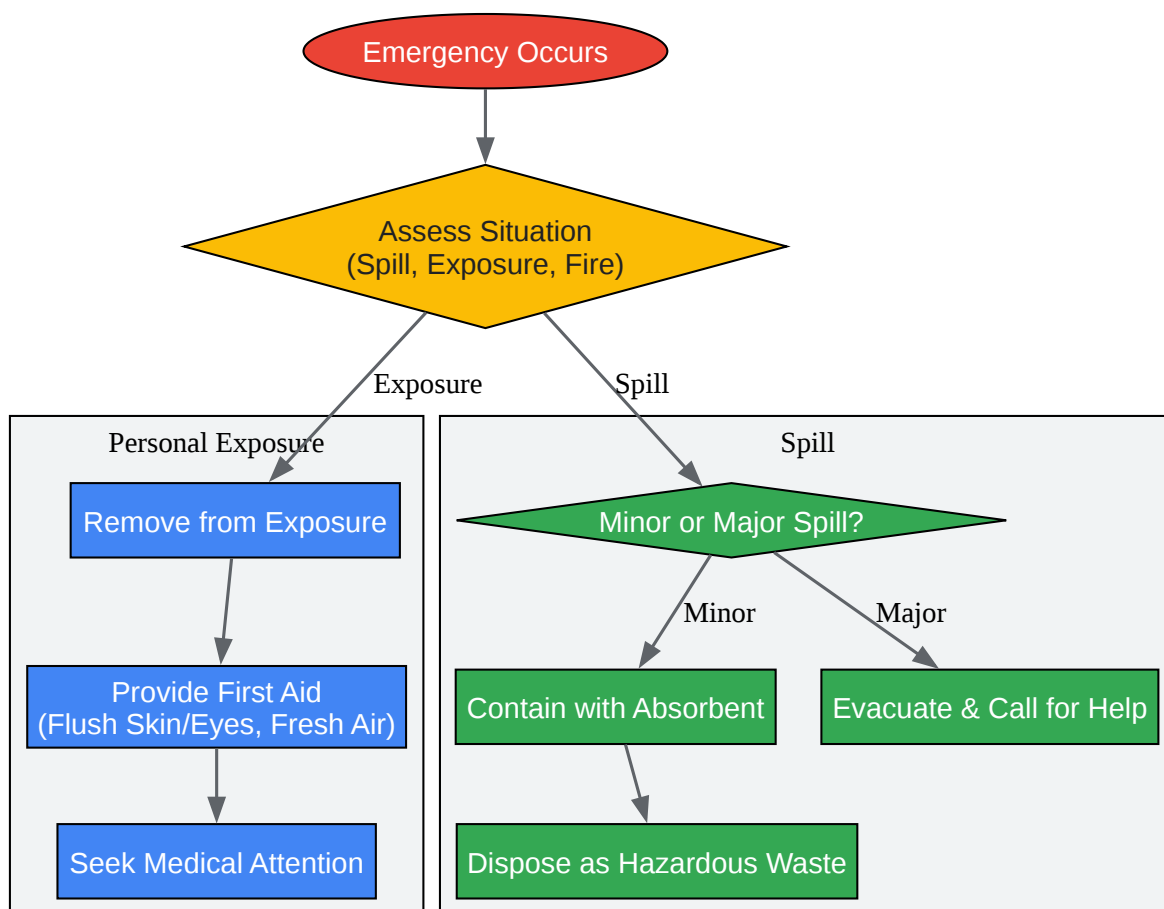 Emergency Occurs
Assess Situation
(Spill, Exposure, Fire)
Exposure
Spill
Personal Exposure
Spill
Remove from Exposure
Minor or Major Spill?
Minor
Major
Provide First Aid
(Flush Skin/Eyes, Fresh Air)
Contain with Absorbent
Evacuate & Call for Help
Seek Medical Attention
Dispose as Hazardous Waste